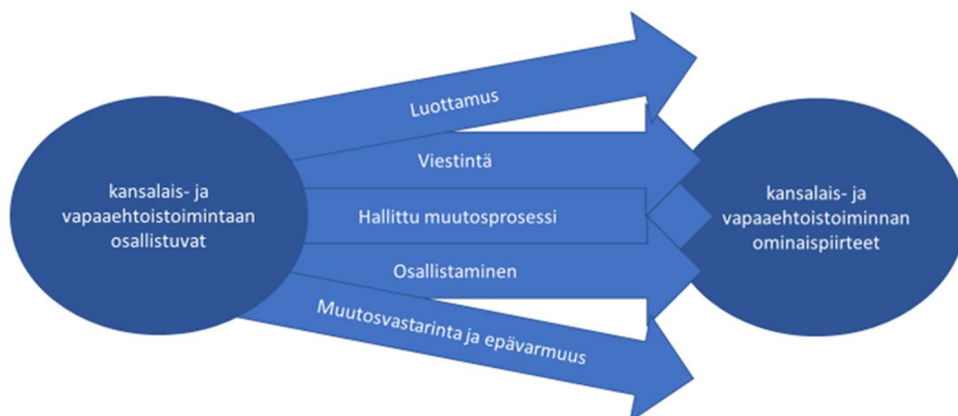 kansalais- ja
vapaaehtoistoimintaan
osallistuvat
Luottamus
Viestintä
Hallittu muutosprosessi
Osallistaminen
Muutosvastarinta ja epävarmuus
kansalais- ja
vapaaehtoistoiminnan
ominaispiirteet